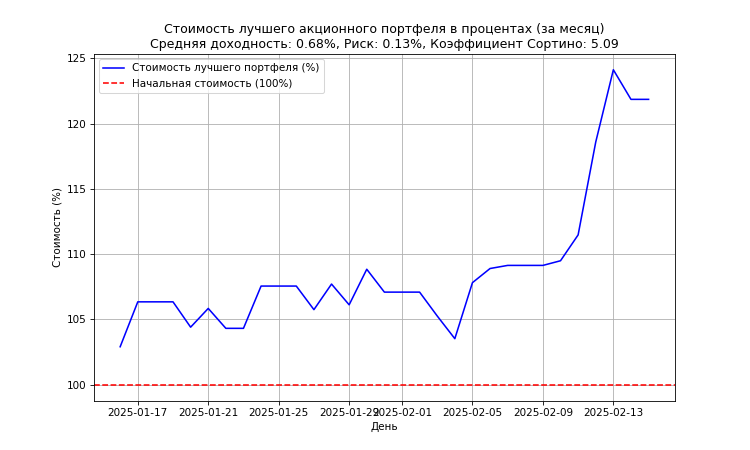 Стоимость лучшего акционного портфеля в процентах (за месяц)
Средняя доходность: 0.68%, Риск: 0.13%, Коэффициент Сортино: 5.09
Стоимость лучшего портфеля (%)
Начальная стоимость (100%)
Стоимость (%)
125
120
115
110
105
100
2025-01-17 2025-01-21 2025-01-25 2025-01-29 2025-02-01 2025-02-05 2025-02-09 2025-02-13
День